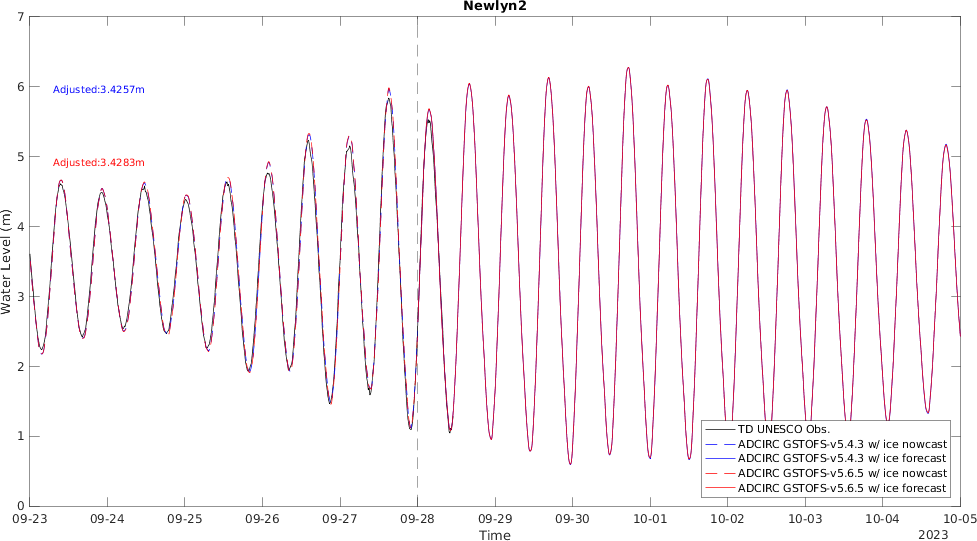 Newlyn2
Water Level (m)
7
6
5
4
3
2
1
0
Adjusted:3.4257m
Adjusted:3.4283m
TD UNESCO Obs.
ADCIRC GSTOFS-v5.4.3 w/ ice nowcast
ADCIRC GSTOFS-v5.4.3 w/ ice forecast
ADCIRC GSTOFS-v5.6.5 w/ ice nowcast
ADCIRC GSTOFS-v5.6.5 w/ ice forecast
09-23 09-24 09-25 09-26 09-27 09-28 09-29 09-30 10-01 10-02 10-03 10-04 10-05
Time
2023